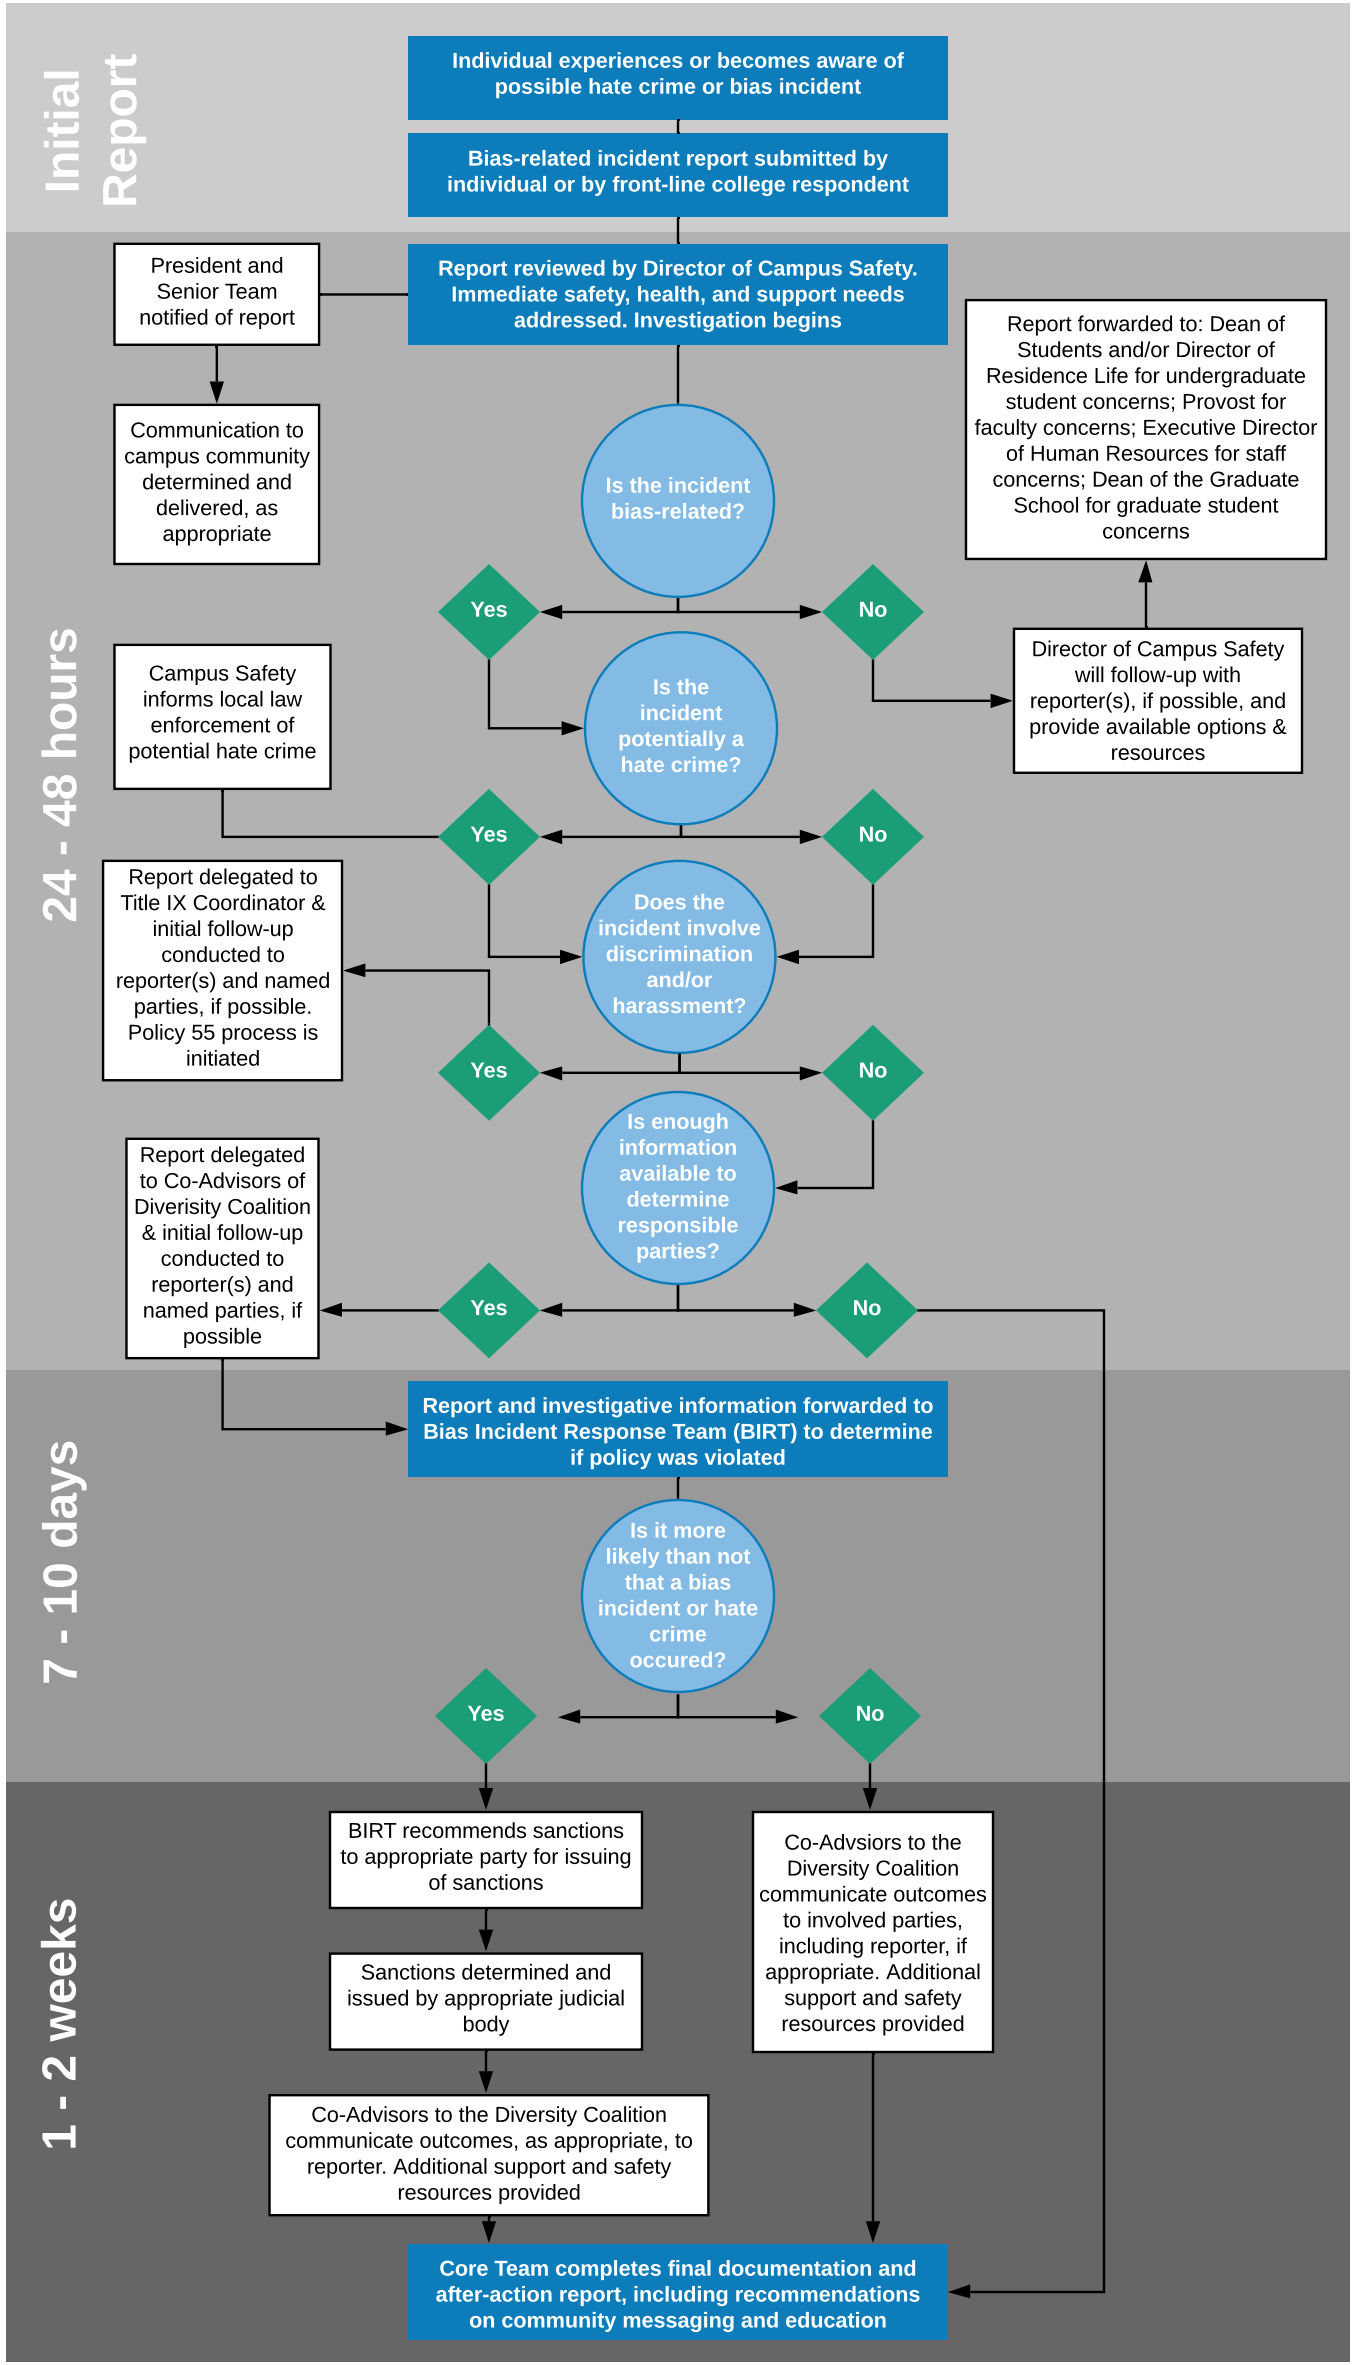 Initial
Report
Individual experiences or becomes aware of
possible hate crime or bias incident
Bias-related incident report submitted by
individual or by front-line college respondent
24 - 48 hours
President and
Senior Team
notified of report
Report reviewed by Director of Campus Safety.
Immediate safety, health, and support needs
addressed. Investigation begins
Report forwarded to: Dean of
Students and/or Director of
Residence Life for undergraduate
student concerns; Provost for
faculty concerns; Executive Director
of Human Resources for staff
concerns; Dean of the Graduate
School for graduate student
concerns
Communication to
campus community
determined and
delivered, as
appropriate
Is the incident
bias-related?
Yes
No
Campus Safety
informs local law
enforcement of
potential hate crime
Is the
incident
potentially a
hate crime?
Director of Campus Safety
will follow-up with
reporter(s), if possible, and
provide available options &
resources
Yes
No
Report delegated to
Title IX Coordinator &
initial follow-up
conducted to
reporter(s) and named
parties, if possible.
Policy 55 process is
initiated
Does the
incident involve
discrimination
and/or
harassment?
Yes
No
Report delegated
to Co-Advisors of
Diverisity Coalition
& initial follow-up
conducted to
reporter(s) and
named parties, if
possible
Is enough
information
available to
determine
responsible
parties?
Yes
No
7 - 10 days
Report and investigative information forwarded to
Bias Incident Response Team (BIRT) to determine
if policy was violated
Is it more
likely than not
that a bias
incident or hate
crime
occured?
Yes
No
1 - 2 weeks
BIRT recommends sanctions
to appropriate party for issuing
of sanctions
Co-Advsiors to the
Diversity Coalition
communicate outcomes
to involved parties,
including reporter, if
appropriate. Additional
support and safety
resources provided
Sanctions determined and
issued by appropriate judicial
body
Co-Advisors to the Diversity Coalition
communicate outcomes, as appropriate, to
reporter. Additional support and safety
resources provided
Core Team completes final documentation and
after-action report, including recommendations
on community messaging and education